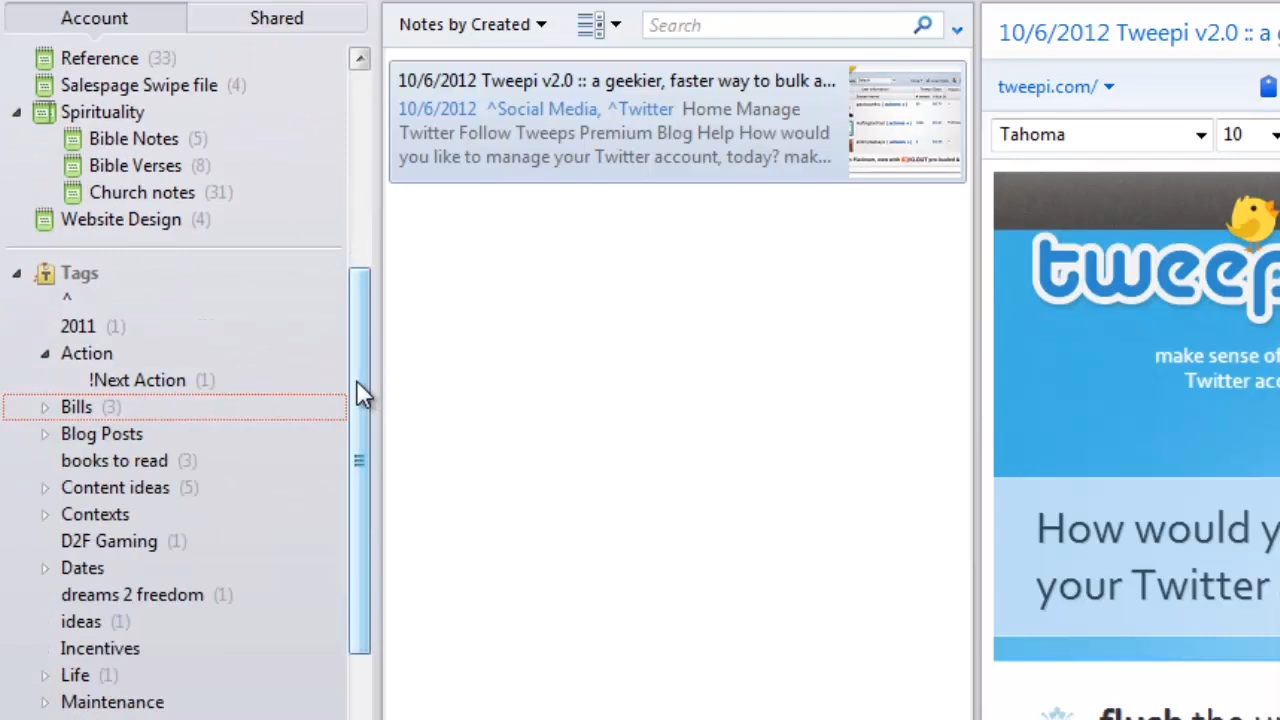 Account
Shared
Reference (33)
Salespage Swipe file (4)
Spirituality
Bible Notes (5)
Bible Verses (8)
Church notes (31)
Website Design (4)
Tags
^
2011 (1)
Action
!Next Action (1)
Bills (3)
Blog Posts
books to read (3)
Content ideas (5)
Contexts
D2F Gaming (1)
Dates
dreams 2 freedom (1)
ideas (1)
Incentives
Life (1)
Maintenance
Notes by Created
Search
10/6/2012 Tweepi v2.0 :: a geekier, faster way to bulk a...
10/6/2012 ^Social Media, ^Twitter Home Manage
Twitter Follow Tweeps Premium Blog Help How would
you like to manage your Twitter account, today? mak...
10/6/2012 Tweepi v2.0 :: a
tweepi.com/
Tahoma
10
tweep
make sense of
Twitter acc
How would y
your Twitter
flush the